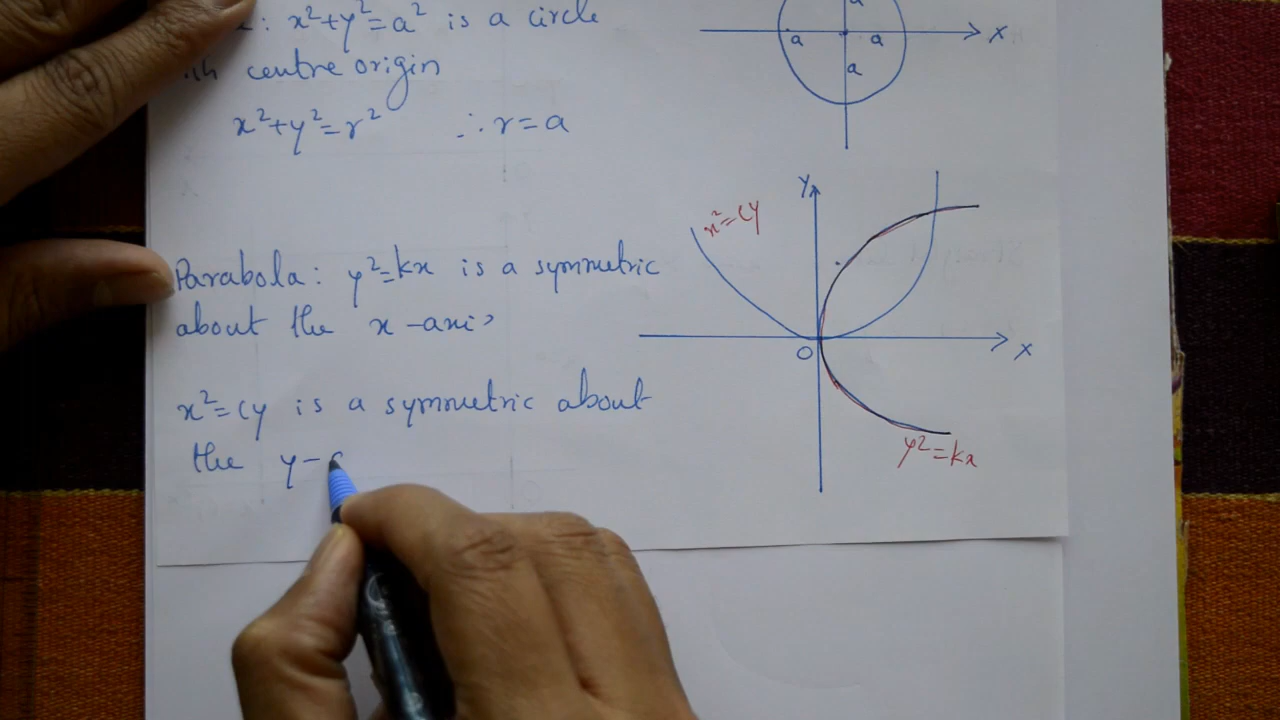 : x²+y²=a² is a circle
centre origin
x²+y²=r² ∴ r=a
a
a a
a
X
Parabola: y²=kx is a symmetric
about the x-axis
x²=cy is a symmetric about
the y-
Y
x²=cy
O
X
y²=kx